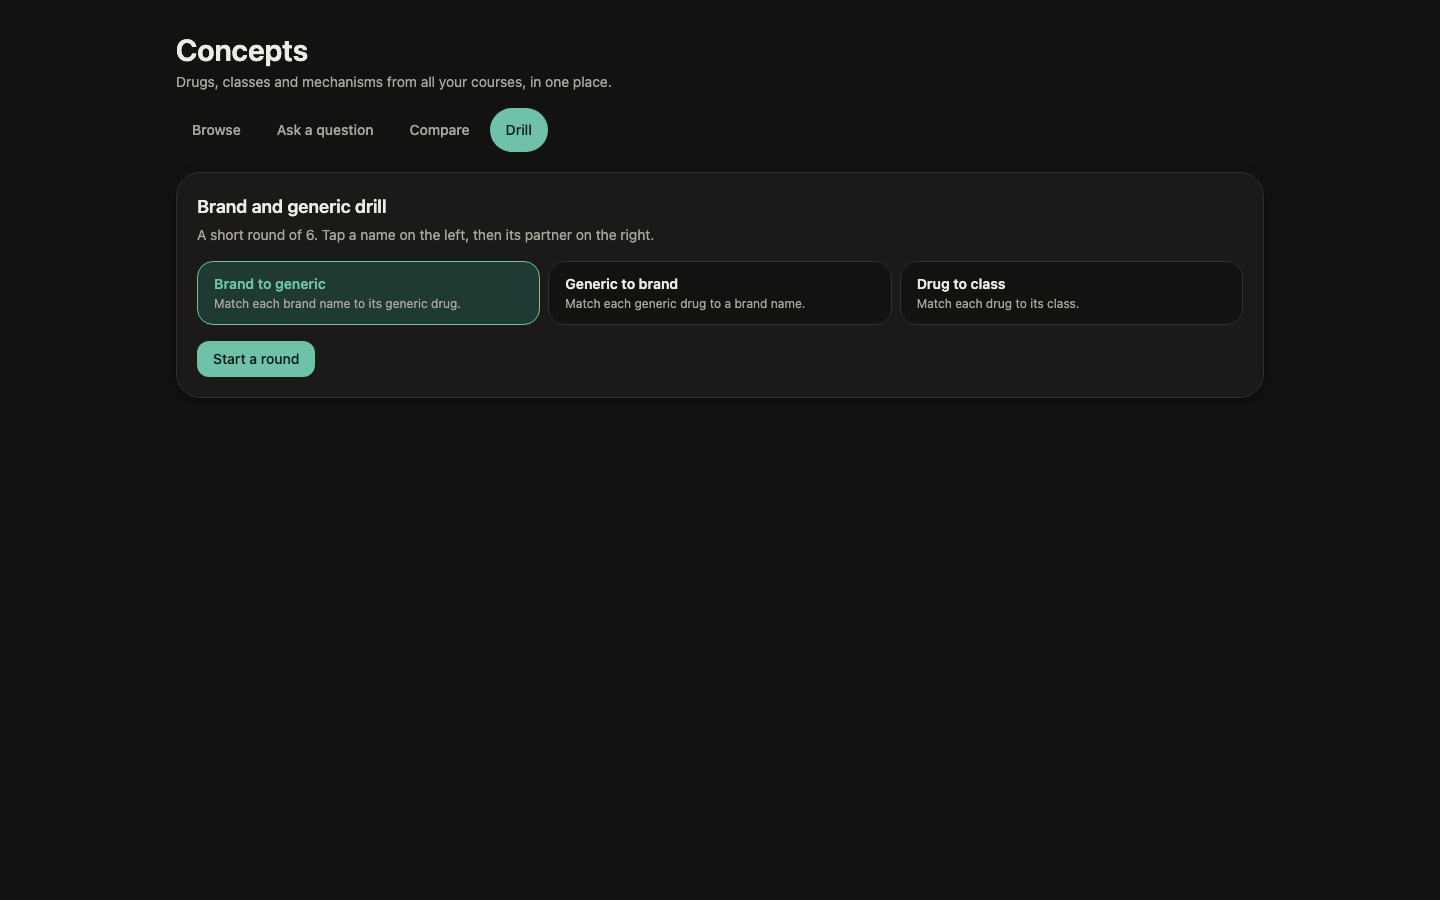 Concepts
Drugs, classes and mechanisms from all your courses, in one place.
Browse
Ask a question
Compare
Drill
Brand and generic drill
A short round of 6. Tap a name on the left, then its partner on the right.
Brand to generic
Match each brand name to its generic drug.
Generic to brand
Match each generic drug to a brand name.
Drug to class
Match each drug to its class.
Start a round